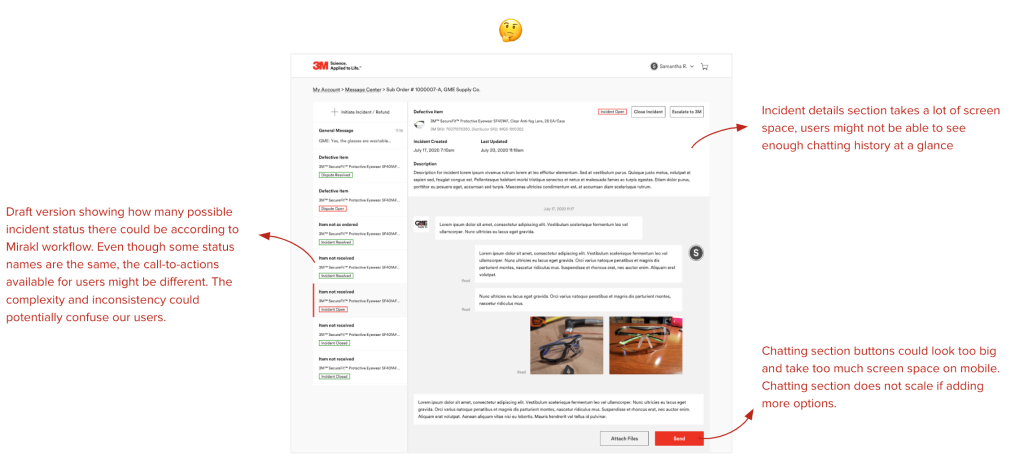 3M Science.
Applied to Life.™
S Samantha R.
My Account > Message Center > Sub Order # 1000007-A, GME Supply Co.
+ Initiate Incident / Refund
General Message 1:10
GME: Yes, the glasses are washable...
Defective item
3M™ SecureFit™ Protective Eyewear SF401AF...
Dispute Resolved
Defective item
3M™ SecureFit™ Protective Eyewear SF401AF...
Dispute Open
Item not as ordered
3M™ SecureFit™ Protective Eyewear SF401AF...
Incident Resolved
Item not received
3M™ SecureFit™ Protective Eyewear SF401AF...
Incident Resolved
Item not received
3M™ SecureFit™ Protective Eyewear SF401AF...
Incident Open
Item not received
3M™ SecureFit™ Protective Eyewear SF401AF...
Incident Closed
Item not received
3M™ SecureFit™ Protective Eyewear SF401AF...
Incident Closed
Defective item
Incident Open Close Incident Escalate to 3M
3M™ SecureFit™ Protective Eyewear SF401AF, Clear Anti-fog Lens, 20 EA/Case
Incident Created Last Updated
July 17, 2020 7:10am July 20, 2020 9:18am
Description
Description for incident lorem ipsum vivamus rutrum lorem at leo efficitur elementum. Sed at vestibulum purus. Quisque justo metus, volutpat at
sapien sed, feugiat congue est. Pellentesque habitant morbi tristique senectus et netus et malesuada fames ac turpis egestas. Etiam dolor purus,
porttitor eu posuere eget, accumsan sed turpis. Maecenas ultricies condimentum est, at accumsan diam scelerisque rutrum.
July 17, 2020 9:17
GME
Lorem ipsum dolor sit amet, consectetur adipiscing elit. Vestibulum scelerisque fermentum leo vel
ullamcorper. Nunc ultricies eu lacus eget gravida.
S
Lorem ipsum dolor sit amet, consectetur adipiscing elit. Vestibulum scelerisque fermentum leo vel
ullamcorper. Nunc ultricies eu lacus eget gravida. Orci varius natoque penatibus et magnis dis
parturient montes, nascetur ridiculus mus. Suspendisse et rhoncus erat, nec auctor enim. Aliquam erat
volutpat.
Read
Nunc ultricies eu lacus eget gravida. Orci varius natoque penatibus et magnis dis parturient montes,
nascetur ridiculus mus.
Read
Read
Lorem ipsum dolor sit amet, consectetur adipiscing elit. Vestibulum scelerisque fermentum leo vel ullamcorper. Nunc ultricies eu lacus eget
gravida. Orci varius natoque penatibus et magnis dis parturient montes, nascetur ridiculus mus. Suspendisse et rhoncus erat, nec auctor enim.
Aliquam erat volutpat. Aenean aliquam vitae nisi eu lobortis. Mauris hendrerit vel tellus id pulvinar.
Attach Files Send
Draft version showing how many possible
incident status there could be according to
Mirakl workflow. Even though some status
names are the same, the call-to-actions
available for users might be different. The
complexity and inconsistency could
potentially confuse our users.
Incident details section takes a lot of screen
space, users might not be able to see
enough chatting history at a glance
Chatting section buttons could look too big
and take too much screen space on mobile.
Chatting section does not scale if adding
more options.